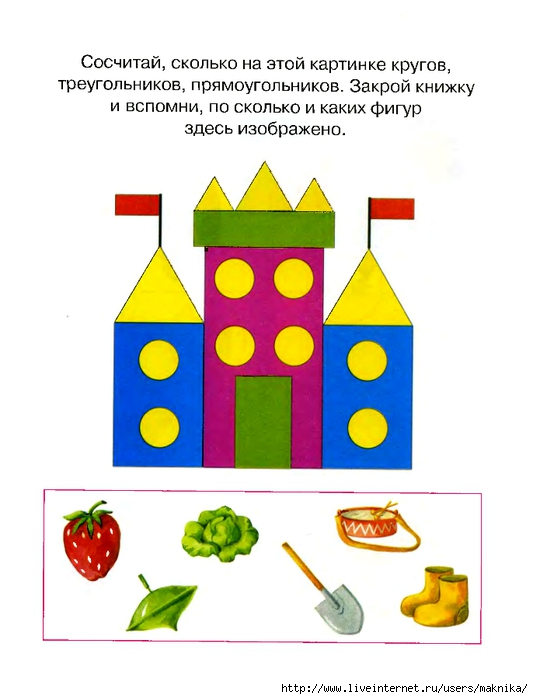 Сосчитай, сколько на этой картинке кругов,
треугольников, прямоугольников. Закрой книжку
и вспомни, по сколько и каких фигур
здесь изображено.
http://www.liveinternet.ru/users/maknika/